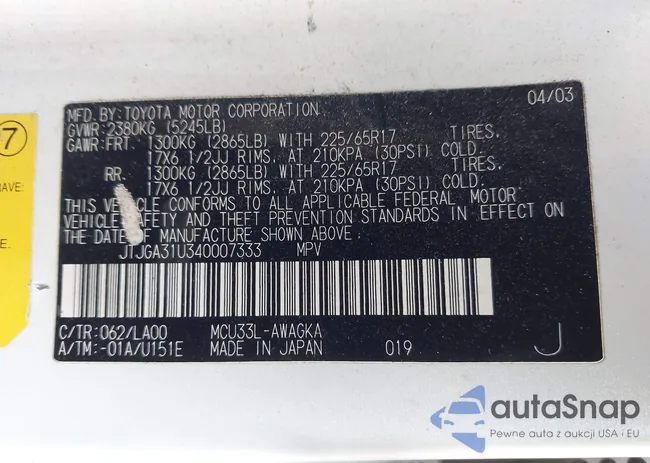 MFD. BY: TOYOTA MOTOR CORPORATION 04/03
GVWR: 2380KG (5245LB)
GAWR: FRT. 1300KG (2865LB) WITH 225/65R17 TIRES.
17X6 1/2JJ RIMS. AT 210KPA (30PSI) COLD.
RR. 1300KG (2865LB) WITH 225/65R17 TIRES.
17X6 1/2JJ RIMS. AT 210KPA (30PSI) COLD.
THIS VEHICLE CONFORMS TO ALL APPLICABLE FEDERAL MOTOR
VEHICLE SAFETY AND THEFT PREVENTION STANDARDS IN EFFECT ON
THE DATE OF MANUFACTURE SHOWN ABOVE.
JTJGA31U340007333 MPV
C/TR: 062/LA00 MCU33L-AWAGKA
A/TM: -01A/U151E MADE IN JAPAN 019 J
7
RAVE:
autoSnap
Pewne auta z aukcji USA i EU